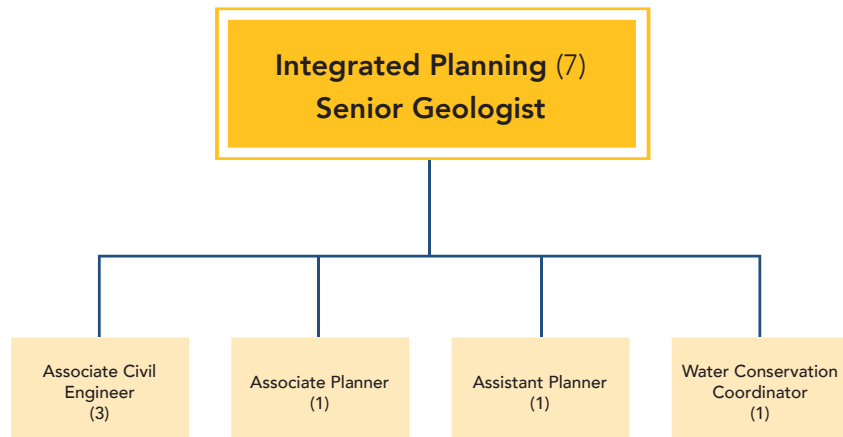 Integrated Planning (7)
Senior Geologist
Associate Civil
Engineer
(3)
Associate Planner
(1)
Assistant Planner
(1)
Water Conservation
Coordinator
(1)